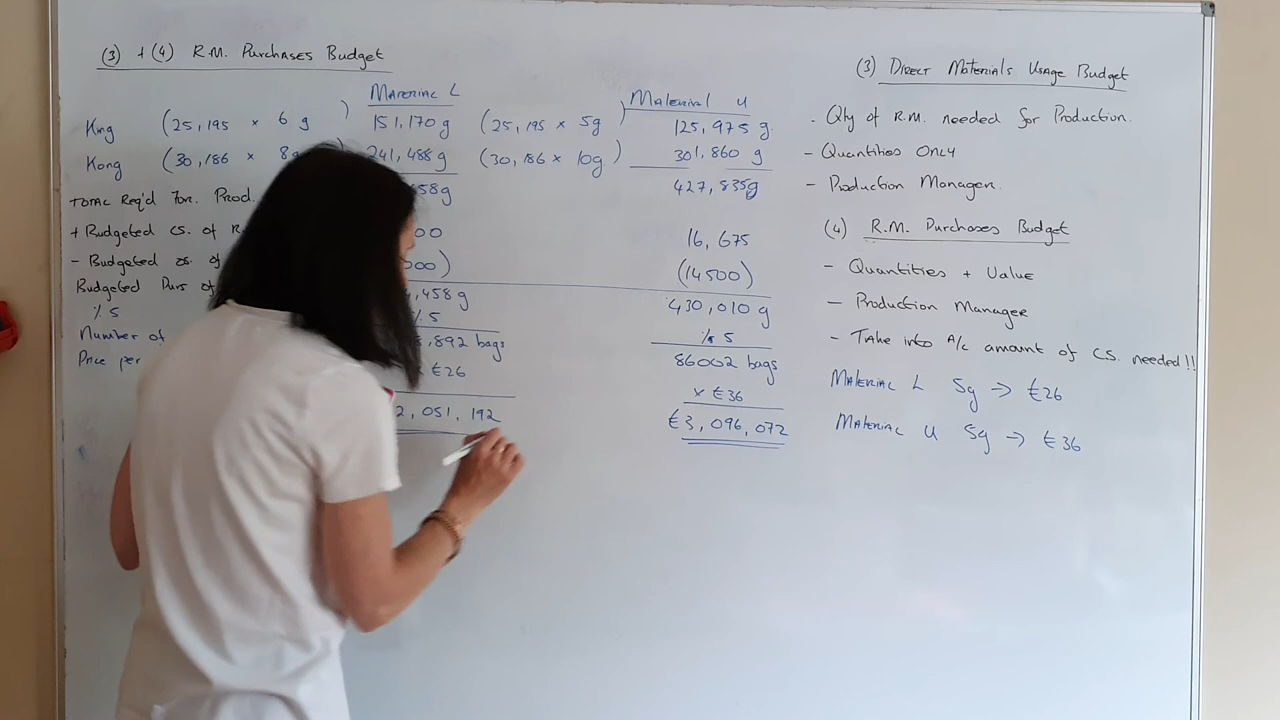 (3) + (4) R.M. Purchases Budget
Material L
Material U
King (25,195 × 6 g ) 151,170 g (25,195 × 5g ) 125,975 g
Kong (30,186 × 8g ) 241,488 g (30,186 × 10g ) 301,860 g
Total Req'd for. Prod. 58g 427,835g
+ Budgeted CS. of R 00 16,675
- Budgeted OS. of 000) (14500)
Budgeted Purs of ,458 g 430,010 g
% 5 % 5 % 5
Number of ,892 bags 86002 bags
Price per × €26 × €36
2,051,192 €3,096,072
(3) Direct Materials Usage Budget
- Qty of R.M. needed for Production.
- Quantities Only
- Production Manager.
(4) R.M. Purchases Budget
- Quantities + Value
- Production Manager
- Take into A/c amount of CS. needed!!
Material L 5g → €26
Material U 5g → €36